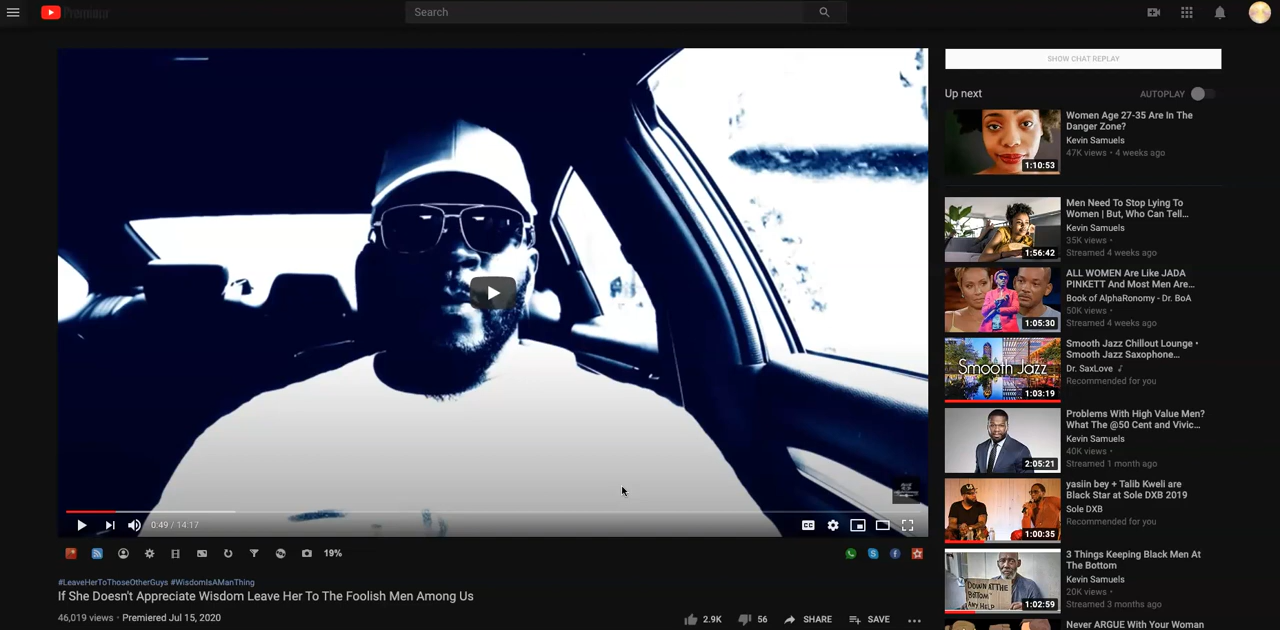 Premeur
Search
SHOW CHAT REPLAY
Up next
AUTOPLAY
Women Age 27-35 Are In The
Danger Zone?
Kevin Samuels
47K views • 4 weeks ago
1:10:53
Men Need To Stop Lying To
Women | But, Who Can Tell...
Kevin Samuels
35K views •
Streamed 4 weeks ago
1:56:42
ALL WOMEN Are Like JADA
PINKETT And Most Men Are...
Book of AlphaRonomy - Dr. BoA
50K views •
Streamed 4 weeks ago
1:05:30
Smooth Jazz Chillout Lounge •
Smooth Jazz Saxophone...
Dr. SaxLove
Recommended for you
Smooth Jazz
1:03:19
Problems With High Value Men?
What The @50 Cent and Vivic...
Kevin Samuels
40K views •
Streamed 1 month ago
2:05:21
yasiin bey + Talib Kweli are
Black Star at Sole DXB 2019
Sole DXB
Recommended for you
1:00:35
3 Things Keeping Black Men At
The Bottom
Kevin Samuels
20K views •
Streamed 3 months ago
DOWN AT THE
BOTTOM
ANY HELP
1:02:59
Never ARGUE With Your Woman
0:49 / 14:17
CC
19%
#LeaveHerToThoseOtherGuys #WisdomIsAManThing
If She Doesn't Appreciate Wisdom Leave Her To The Foolish Men Among Us
46,019 views • Premiered Jul 15, 2020
2.9K
56
SHARE
SAVE